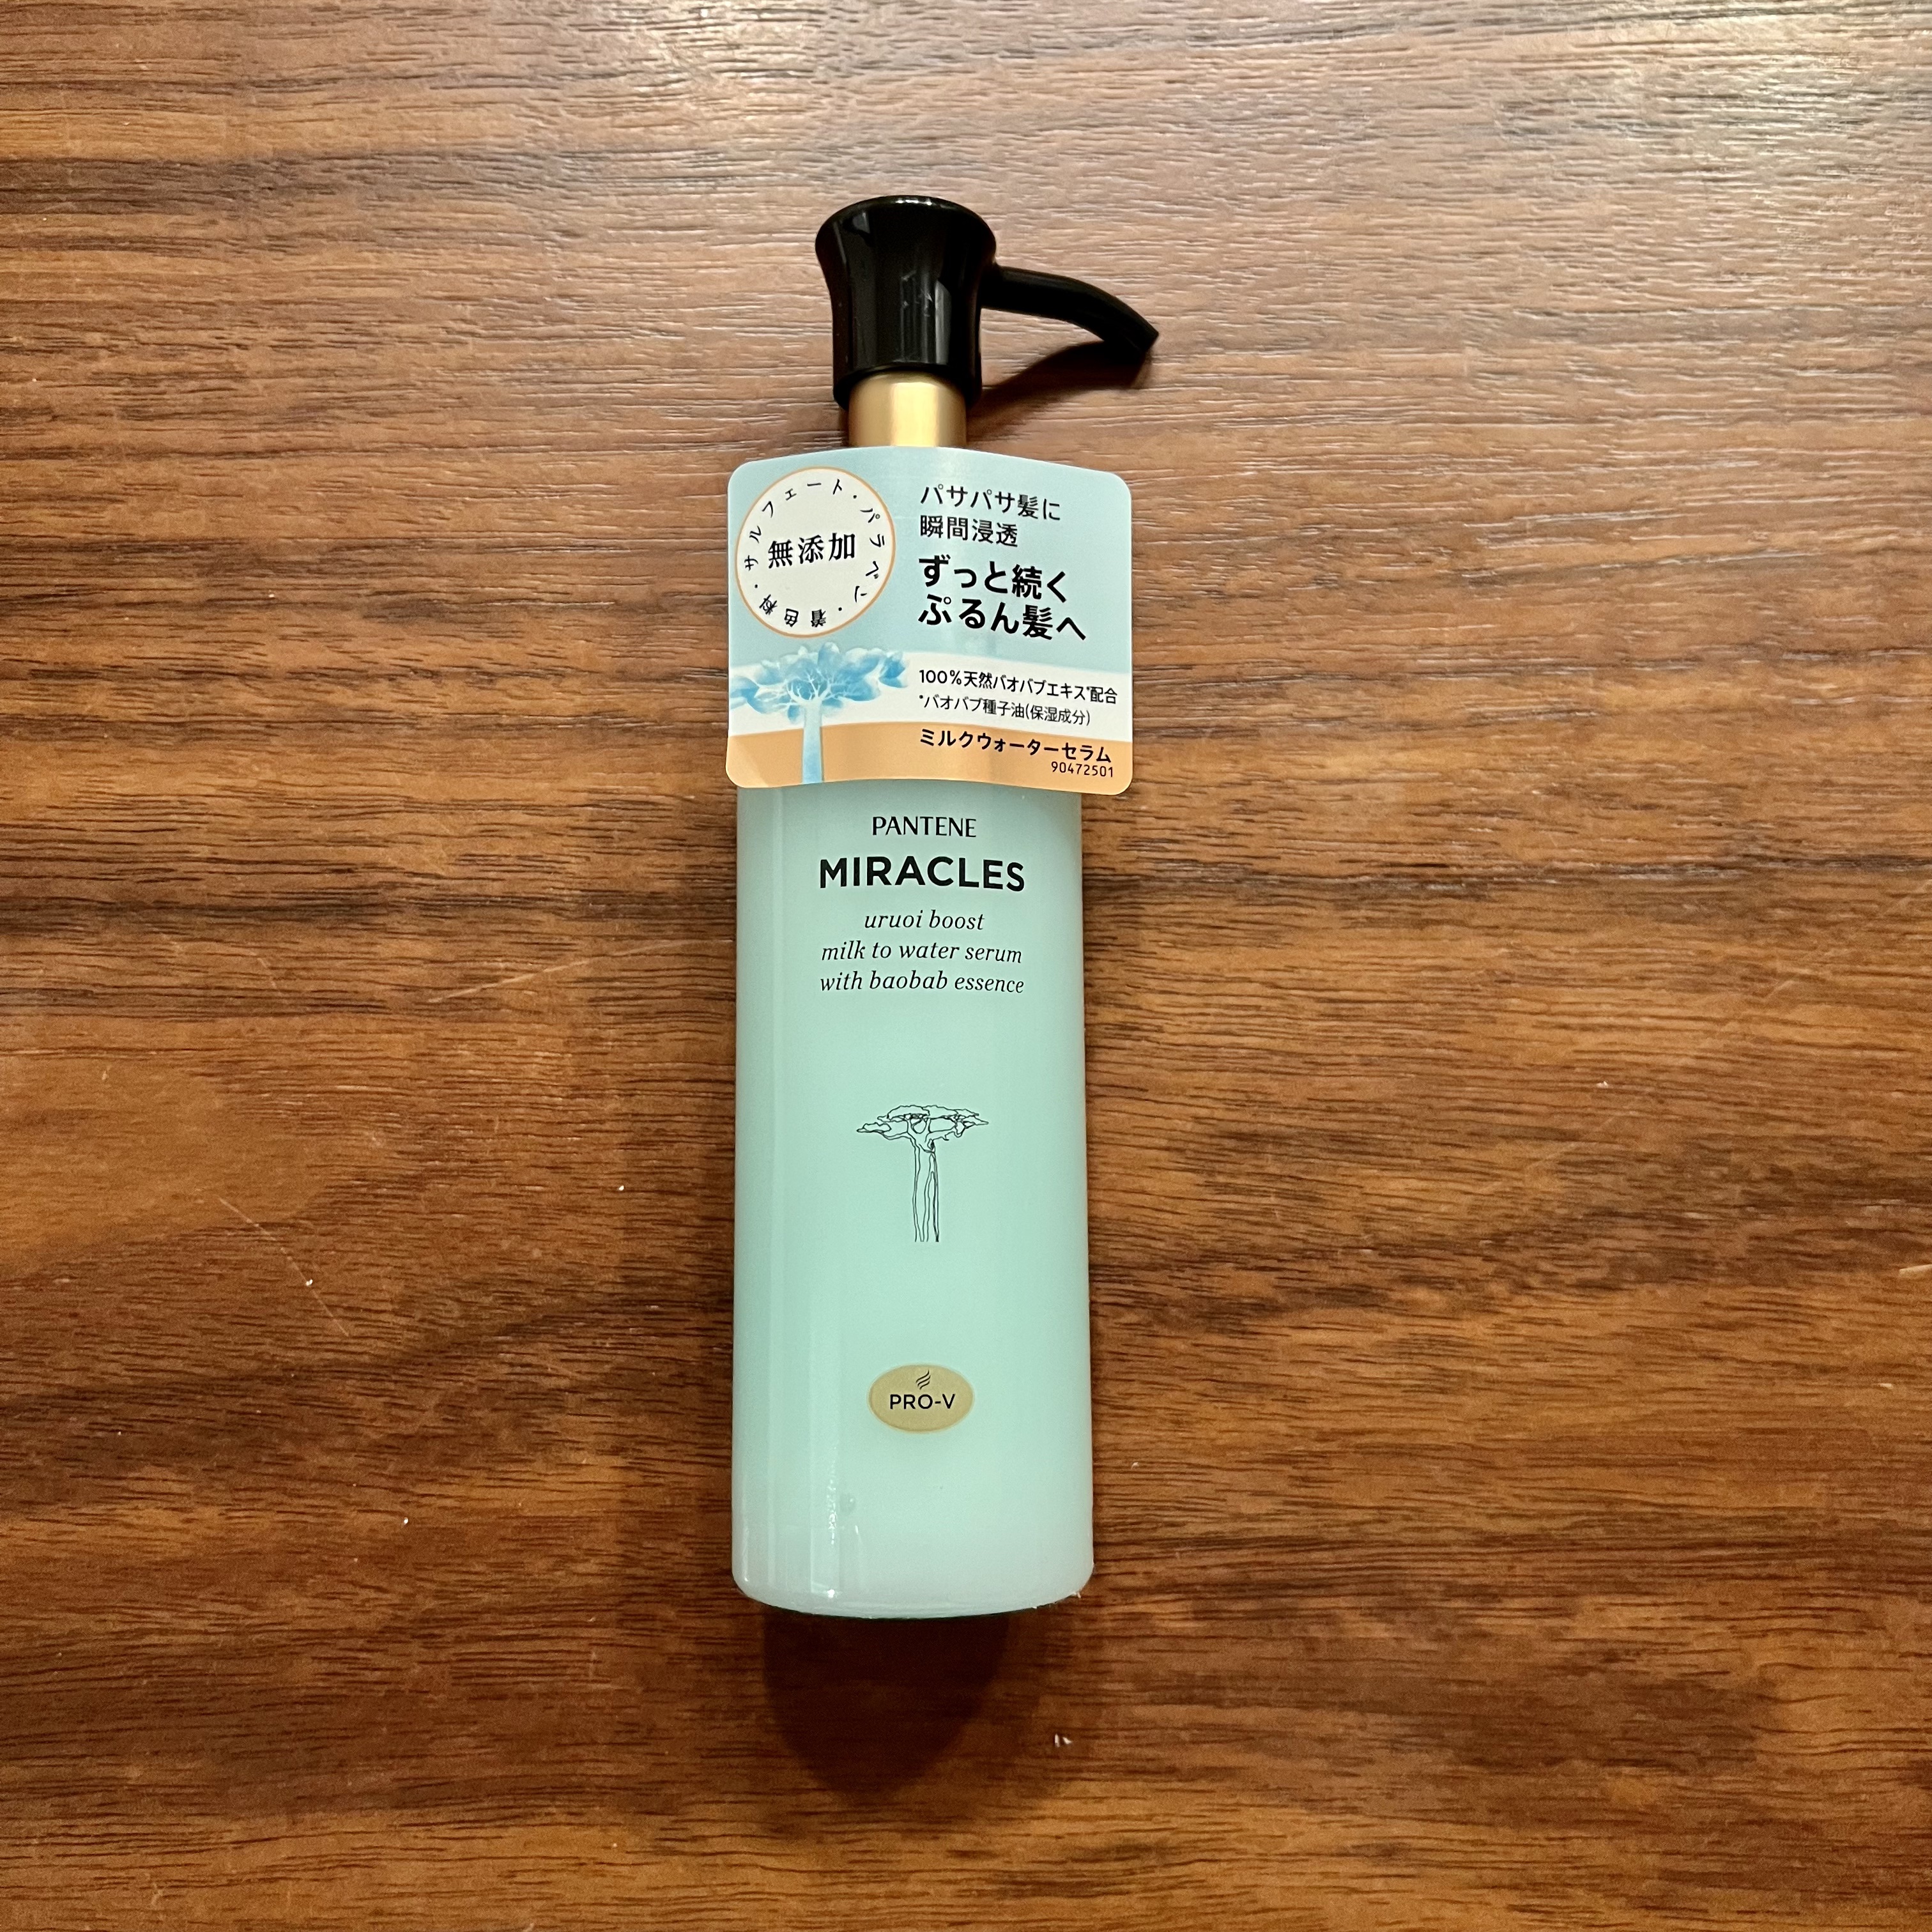 サルフェート・パラベン・着色料・
無添加
パサパサ髪に
瞬間浸透
ずっと続く
ぷるん髪へ
100%天然バオバブエキス*配合
*バオバブ種子油(保湿成分)
ミルクウォーターセラム
90472501
PANTENE
MIRACLES
uruoi boost
milk to water serum
with baobab essence
PRO-V